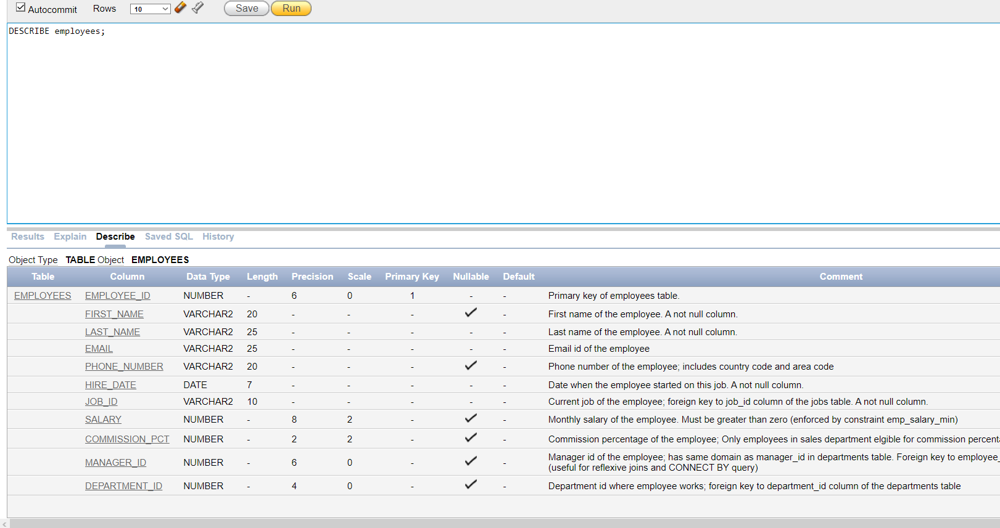 Autocommit Rows 10 Save Run
DESCRIBE employees;
Results Explain Describe Saved SQL History
Object Type TABLE Object EMPLOYEES
Table Column Data Type Length Precision Scale Primary Key Nullable Default Comment
EMPLOYEES EMPLOYEE_ID NUMBER - 6 0 1 - - Primary key of employees table.
FIRST_NAME VARCHAR2 20 - - - - First name of the employee. A not null column.
LAST_NAME VARCHAR2 25 - - - - - Last name of the employee. A not null column.
EMAIL VARCHAR2 25 - - - - - Email id of the employee
PHONE_NUMBER VARCHAR2 20 - - - - Phone number of the employee; includes country code and area code
HIRE_DATE DATE 7 - - - - - Date when the employee started on this job. A not null column.
JOB_ID VARCHAR2 10 - - - - - Current job of the employee; foreign key to job_id column of the jobs table. A not null column.
SALARY NUMBER - 8 2 - - Monthly salary of the employee. Must be greater than zero (enforced by constraint emp_salary_min)
COMMISSION_PCT NUMBER - 2 2 - - Commission percentage of the employee; Only employees in sales department elgible for commission
MANAGER_ID NUMBER - 6 0 - - Manager id of the employee; has same domain as manager_id in departments table. Foreign key to employee_
(useful for reflexive joins and CONNECT BY query)
DEPARTMENT_ID NUMBER - 4 0 - - Department id where employee works; foreign key to department_id column of the departments table